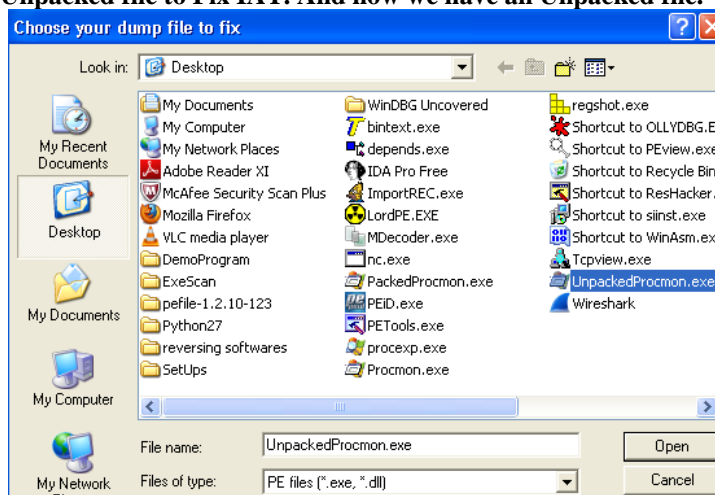 Unpacked file to Fix IAT. And now we have an Unpacked file.
Choose your dump file to fix
Look in:
Desktop
My Recent
Documents
Desktop
My Documents
My Computer
My Network
My Documents
My Computer
My Network Places
Adobe Reader XI
McAfee Security Scan Plus
Mozilla Firefox
VLC media player
DemoProgram
ExeScan
pefile-1.2.10-123
Python27
reversing softwares
SetUps
WinDBG Uncovered
bintext.exe
depends.exe
IDA Pro Free
ImportREC.exe
LordPE.EXE
MDecoder.exe
nc.exe
PackedProcmon.exe
PEiD.exe
PETools.exe
procexp.exe
Procmon.exe
regshot.exe
Shortcut to OLLYDBG.E
Shortcut to PEview.exe
Shortcut to Recycle Bin
Shortcut to ResHacker.
Shortcut to siinst.exe
Shortcut to WinAsm.ex
Tcpview.exe
UnpackedProcmon.exe
Wireshark
File name:
UnpackedProcmon.exe
Open
Files of type:
PE files (*.exe, *.dll)
Cancel